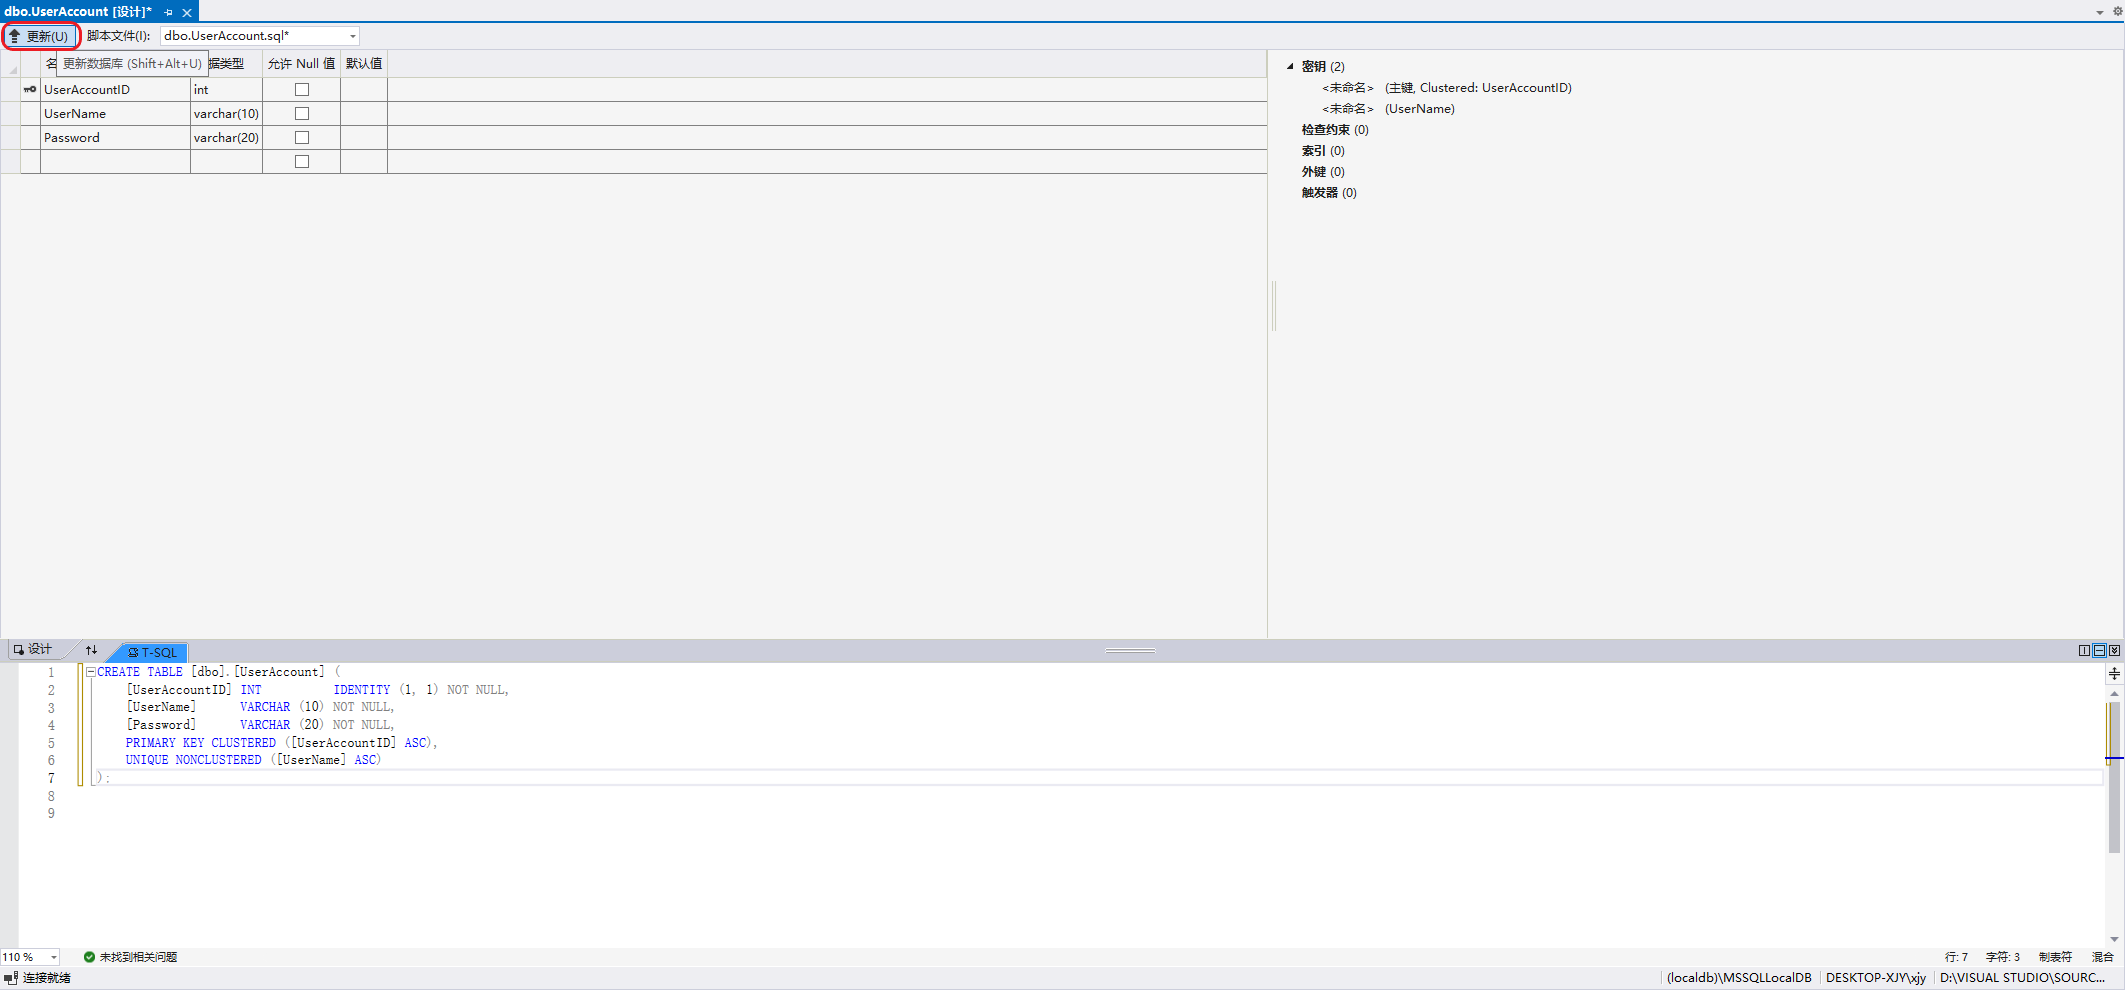 dbo.UserAccount [设计]*
更新(U) 脚本文件(I): dbo.UserAccount.sql*
名 更新数据库 (Shift+Alt+U) 据类型 允许 Null 值 默认值
UserAccountID int
UserName varchar(10)
Password varchar(20)
密钥 (2)
<未命名> (主键, Clustered: UserAccountID)
<未命名> (UserName)
检查约束 (0)
索引 (0)
外键 (0)
触发器 (0)
设计 T-SQL
1 CREATE TABLE [dbo].[UserAccount] (
2 [UserAccountID] INT IDENTITY (1, 1) NOT NULL,
3 [UserName] VARCHAR (10) NOT NULL,
4 [Password] VARCHAR (20) NOT NULL,
5 PRIMARY KEY CLUSTERED ([UserAccountID] ASC),
6 UNIQUE NONCLUSTERED ([UserName] ASC)
7 );
8
9
110 % 未找到相关问题 行: 7 字符: 3 制表符 混合
连接就绪 (localdb)\MSSQLLocalDB DESKTOP-XJY\xjy D:\VISUAL STUDIO\SOURC...